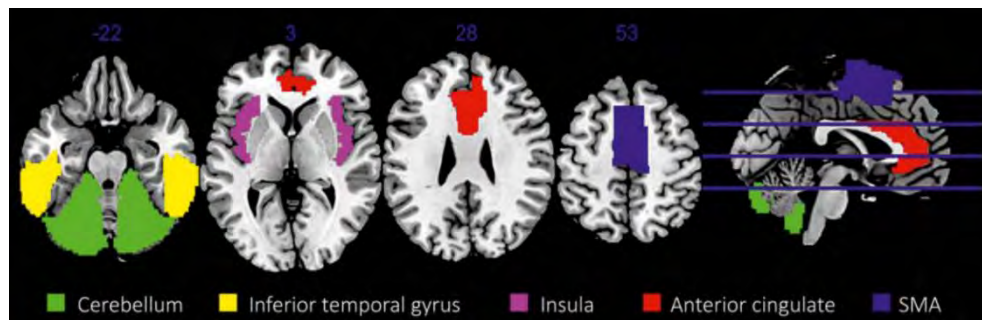 -22 3 28 53
Cerebellum Inferior temporal gyrus Insula Anterior cingulate SMA